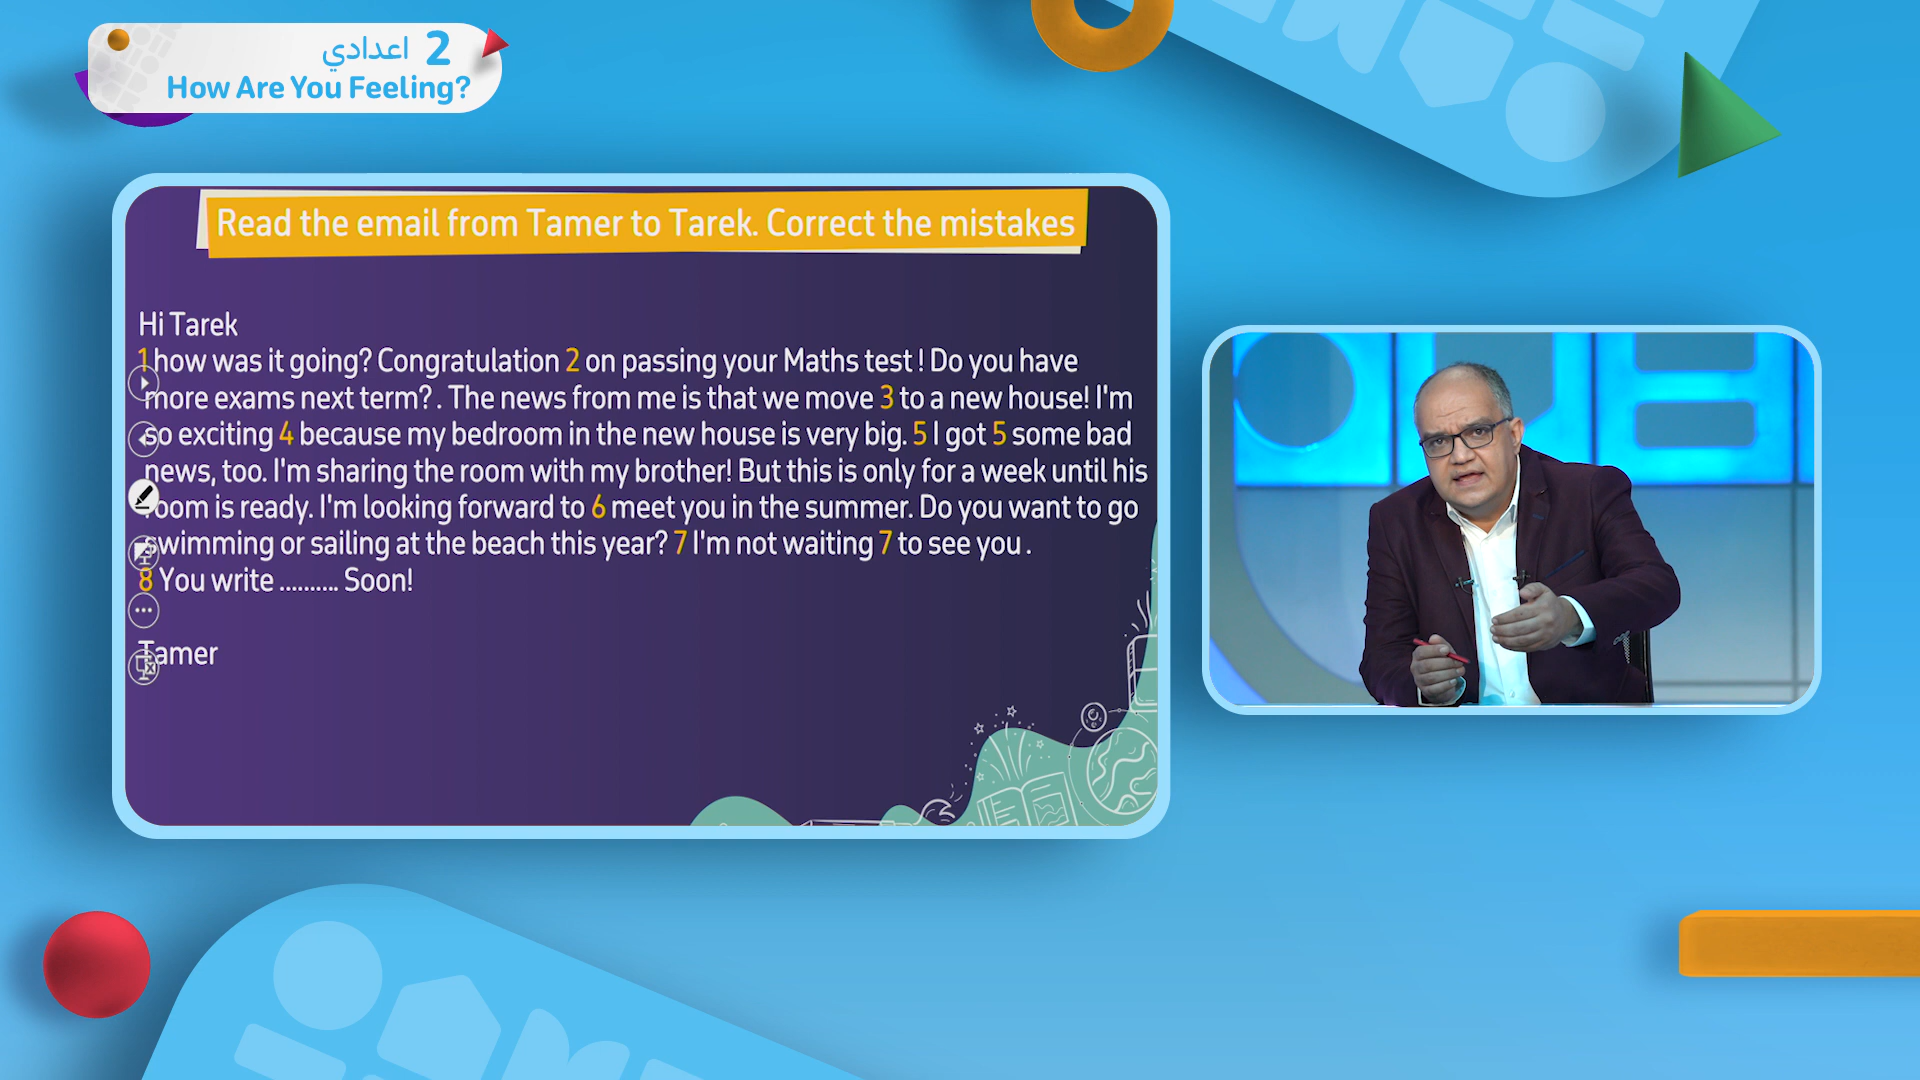 2 اعدادي
How Are You Feeling?
Read the email from Tamer to Tarek. Correct the mistakes
Hi Tarek
1 how was it going? Congratulation 2 on passing your Maths test ! Do you have
more exams next term? . The news from me is that we move 3 to a new house! I'm
so exciting 4 because my bedroom in the new house is very big. 5 I got 5 some bad
news, too. I'm sharing the room with my brother! But this is only for a week until his
room is ready. I'm looking forward to 6 meet you in the summer. Do you want to go
swimming or sailing at the beach this year? 7 I'm not waiting 7 to see you .
8 You write .......... Soon!
Tamer